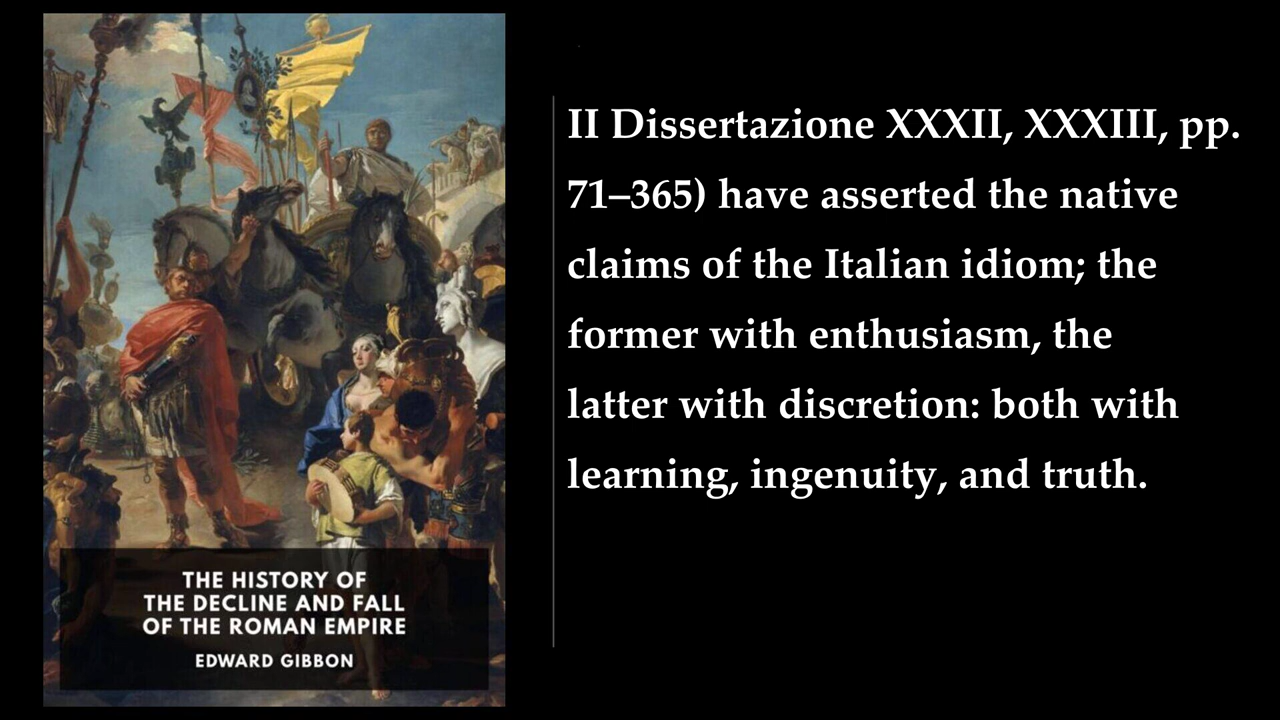 II Dissertazione XXXII, XXXIII, pp.
71–365) have asserted the native
claims of the Italian idiom; the
former with enthusiasm, the
latter with discretion: both with
learning, ingenuity, and truth.
THE HISTORY OF
THE DECLINE AND FALL
OF THE ROMAN EMPIRE
EDWARD GIBBON